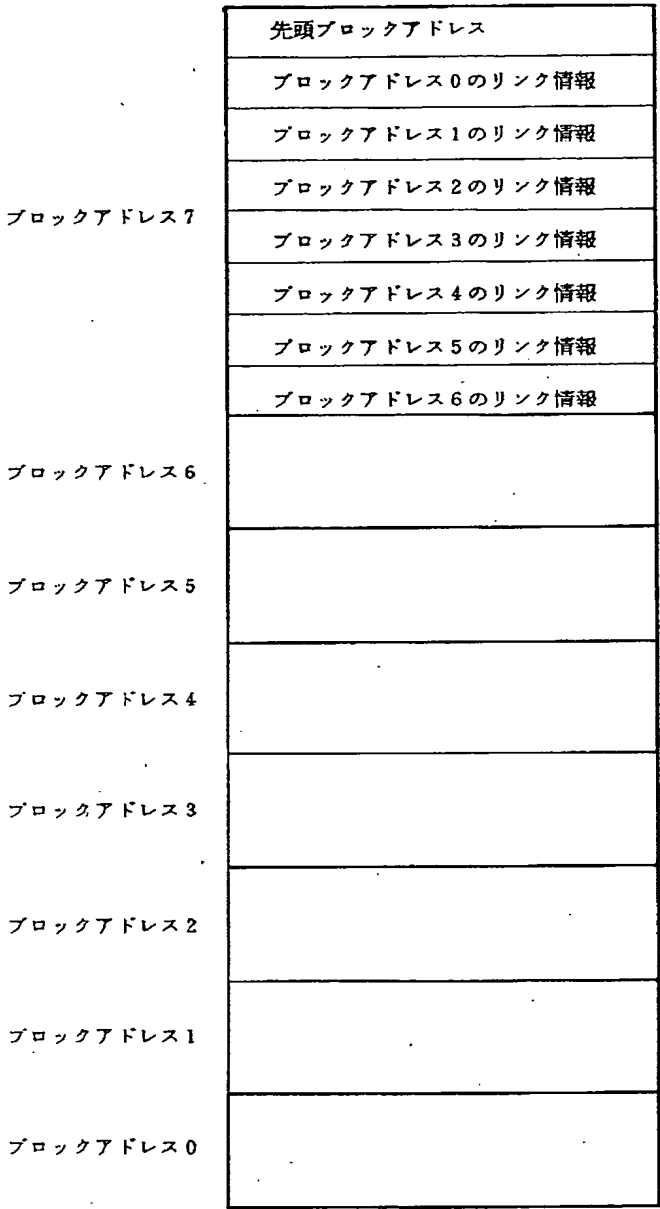 先頭ブロックアドレス
ブロックアドレス0のリンク情報
ブロックアドレス1のリンク情報
ブロックアドレス2のリンク情報
ブロックアドレス7
ブロックアドレス3のリンク情報
ブロックアドレス4のリンク情報
ブロックアドレス5のリンク情報
ブロックアドレス6のリンク情報
ブロックアドレス6
ブロックアドレス5
ブロックアドレス4
ブロックアドレス3
ブロックアドレス2
ブロックアドレス1
ブロックアドレス0